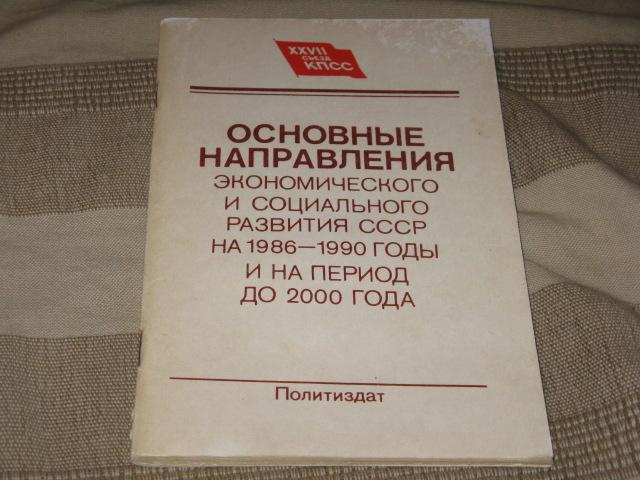 XXVII
СЪЕЗД
КПСС
ОСНОВНЫЕ
НАПРАВЛЕНИЯ
ЭКОНОМИЧЕСКОГО
И СОЦИАЛЬНОГО
РАЗВИТИЯ СССР
НА 1986—1990 ГОДЫ
И НА ПЕРИОД
ДО 2000 ГОДА
Политиздат